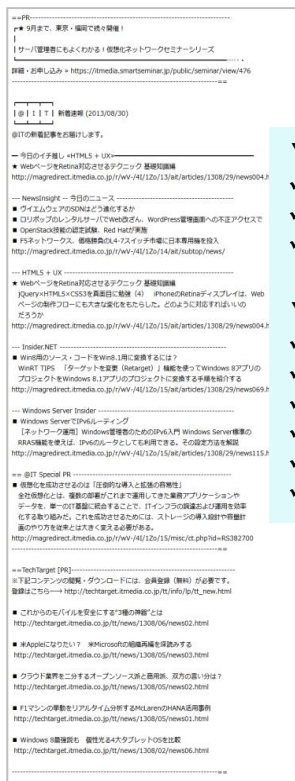 ==PR----------------------------------------------------------
┏★ 9月まで、東京・福岡で続々開催！
┃
┃サーバ管理者にもよくわかる！仮想化ネットワークセミナーシリーズ
┗━━━━━━━━━━━━━━━━━━━━━━━━━━━━━━━━-----・・
詳細・お申し込み > https://itmedia.smartseminar.jp/public/seminar/view/476
----------------------------------------------------------==
┃@┃I┃T┃ 新着速報 (2013/08/30)
@ITの新着記事をお届けします。
━ 今日のイチ推し <HTML5 + UX>━━━━━━━━━━━━━━━━━
★ WebページをRetina対応させるテクニック 基礎知識編
http://magredirect.itmedia.co.jp/r/wV-/4I/1Zo/13/ait/articles/1308/29/news004.h
--- NewsInsight -- 今日のニュース ------------------------------
■ ヴイエムウェアのSDNはどう進化するか
■ ロリポップのレンタルサーバでWeb改ざん、WordPress管理画面への不正アクセスで
■ OpenStack技術の認定試験、Red Hatが実施
■ F5ネットワークス、価格勝負のL4-7スイッチ市場に日本専用機を投入
http://magredirect.itmedia.co.jp/r/wV-/4I/1Zo/14/ait/subtop/news/
--- HTML5 + UX ------------------------------------------
★ WebページをRetina対応させるテクニック 基礎知識編
jQuery×HTML5×CSS3を真面目に勉強（4） iPhoneのRetinaディスプレイは、Web
ページの制作フローにも大きな変化をもたらした。どのように対応すればいいの
だろうか
http://magredirect.itmedia.co.jp/r/wV-/4I/1Zo/15/ait/articles/1308/29/news004.h
--- Insider.NET ------------------------------------------
■ Win8用のソース・コードをWin8.1用に変換するには？
WinRT TIPS 「ターゲットを変更（Retarget）」機能を使ってWindows 8アプリの
プロジェクトをWindows 8.1アプリのプロジェクトに変換する手順を紹介する
http://magredirect.itmedia.co.jp/r/wV-/4I/1Zo/15/ait/articles/1308/29/news069.h
--- Windows Server Insider ----------------------------------
■ Windows ServerでIPv6ルーティング
［ネットワーク運用］Windows管理者のためのIPv6入門 Windows Server標準の
RRAS機能を使えば、IPv6のルータとしても利用できる。その設定方法を解説
http://magredirect.itmedia.co.jp/r/wV-/4I/1Zo/15/ait/articles/1308/29/news115.h
== @IT Special PR ----------------------------------------
■ 仮想化を成功させるのは「圧倒的な導入と拡張の容易性」
全社仮想化とは、複数の部署がこれまで運用してきた業務アプリケーションや
データを、単一のIT基盤に統合することで、ITインフラの調達および運用を効率
化する取り組みだ。これを成功させるためには、ストレージの導入設計や容量計
画のやり方を従来とは大きく変える必要がある。
http://magredirect.itmedia.co.jp/r/wV-/4I/1Zo/15/misc/ct.php?id=RS382700
----------------------------------------------------------==
==TechTarget [PR]----------------------------------------
※下記コンテンツの閲覧・ダウンロードには、会員登録（無料）が必要です。
登録はこちら──> http://techtarget.itmedia.co.jp/tt/info/lp/tt_new.html
■ これからのモバイルを安全にする“3種の神器”とは
http://techtarget.itmedia.co.jp/tt/news/1308/06/news02.html
■ 米Appleになりたい？ 米Microsoftの組織再編を深読みする
http://techtarget.itmedia.co.jp/tt/news/1308/05/news03.html
■ クラウド業界を二分するオープンソース派と商用派、双方の言い分は？
http://techtarget.itmedia.co.jp/tt/news/1308/05/news02.html
■ F1マシンの挙動をリアルタイム分析するMcLarenのHANA活用事例
http://techtarget.itmedia.co.jp/tt/news/1308/05/news01.html
■ Windows 8最強説も 個性光る4大タブレットOSを比較
http://techtarget.itmedia.co.jp/tt/news/1308/02/news06.html
----------------------------------------------------------==